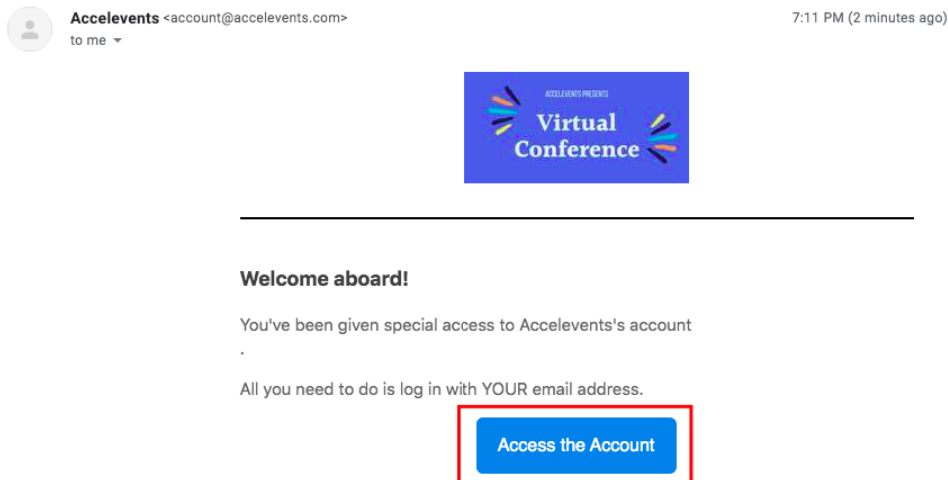 Accelevents <account@accelevents.com>
7:11 PM (2 minutes ago)
to me
ACCELEVENTS PRESENTS
Virtual
Conference
Welcome aboard!
You've been given special access to Accelevents's account
.
All you need to do is log in with YOUR email address.
Access the Account